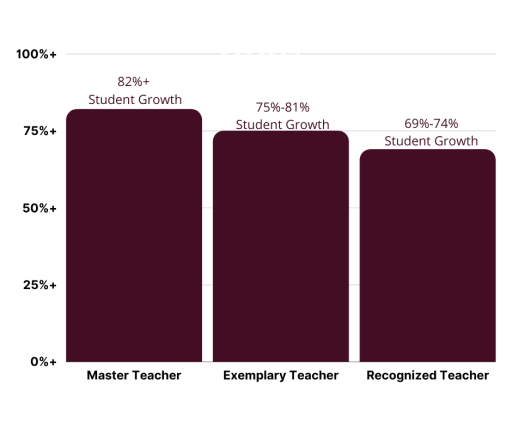 100%+
82%+
Student Growth
75%-81%
Student Growth
69%-74%
Student Growth
75%+
50%+
25%+
0%+
Master Teacher
Exemplary Teacher
Recognized Teacher